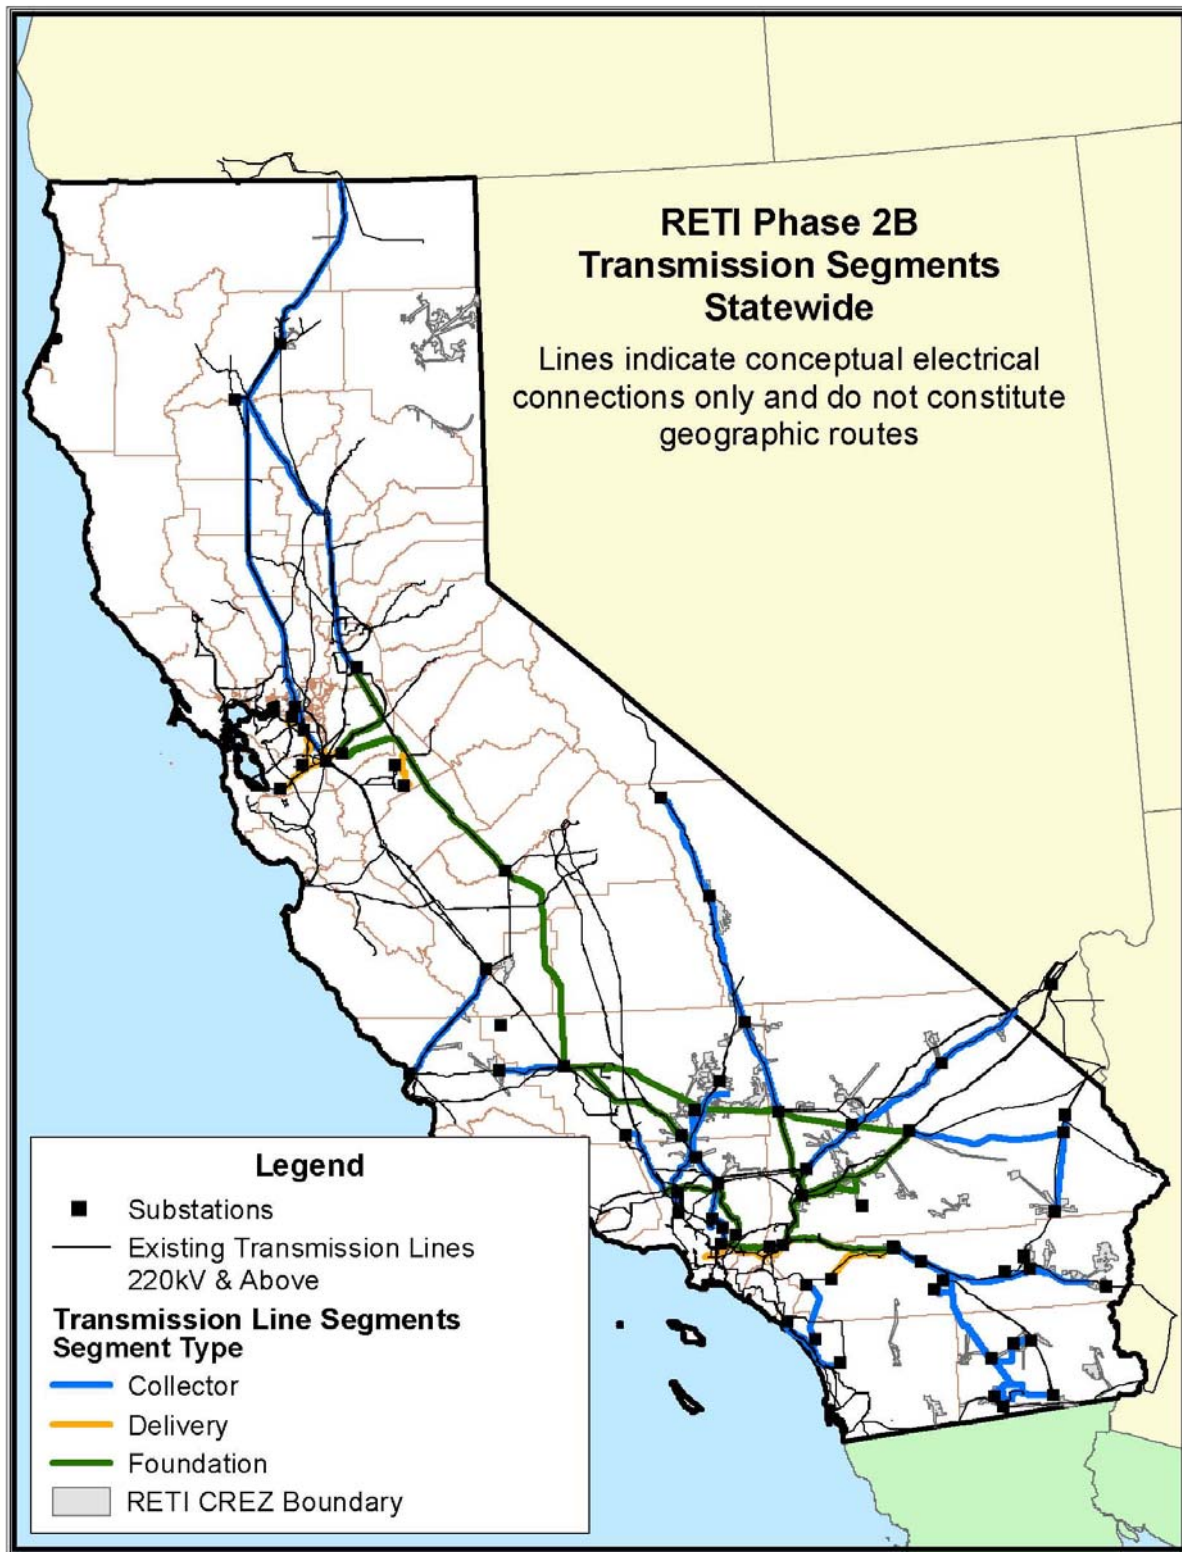 RETI Phase 2B
Transmission Segments
Statewide
Lines indicate conceptual electrical
connections only and do not constitute
geographic routes
Legend
Substations
Existing Transmission Lines
220kV & Above
Transmission Line Segments
Segment Type
Collector
Delivery
Foundation
RETI CREZ Boundary